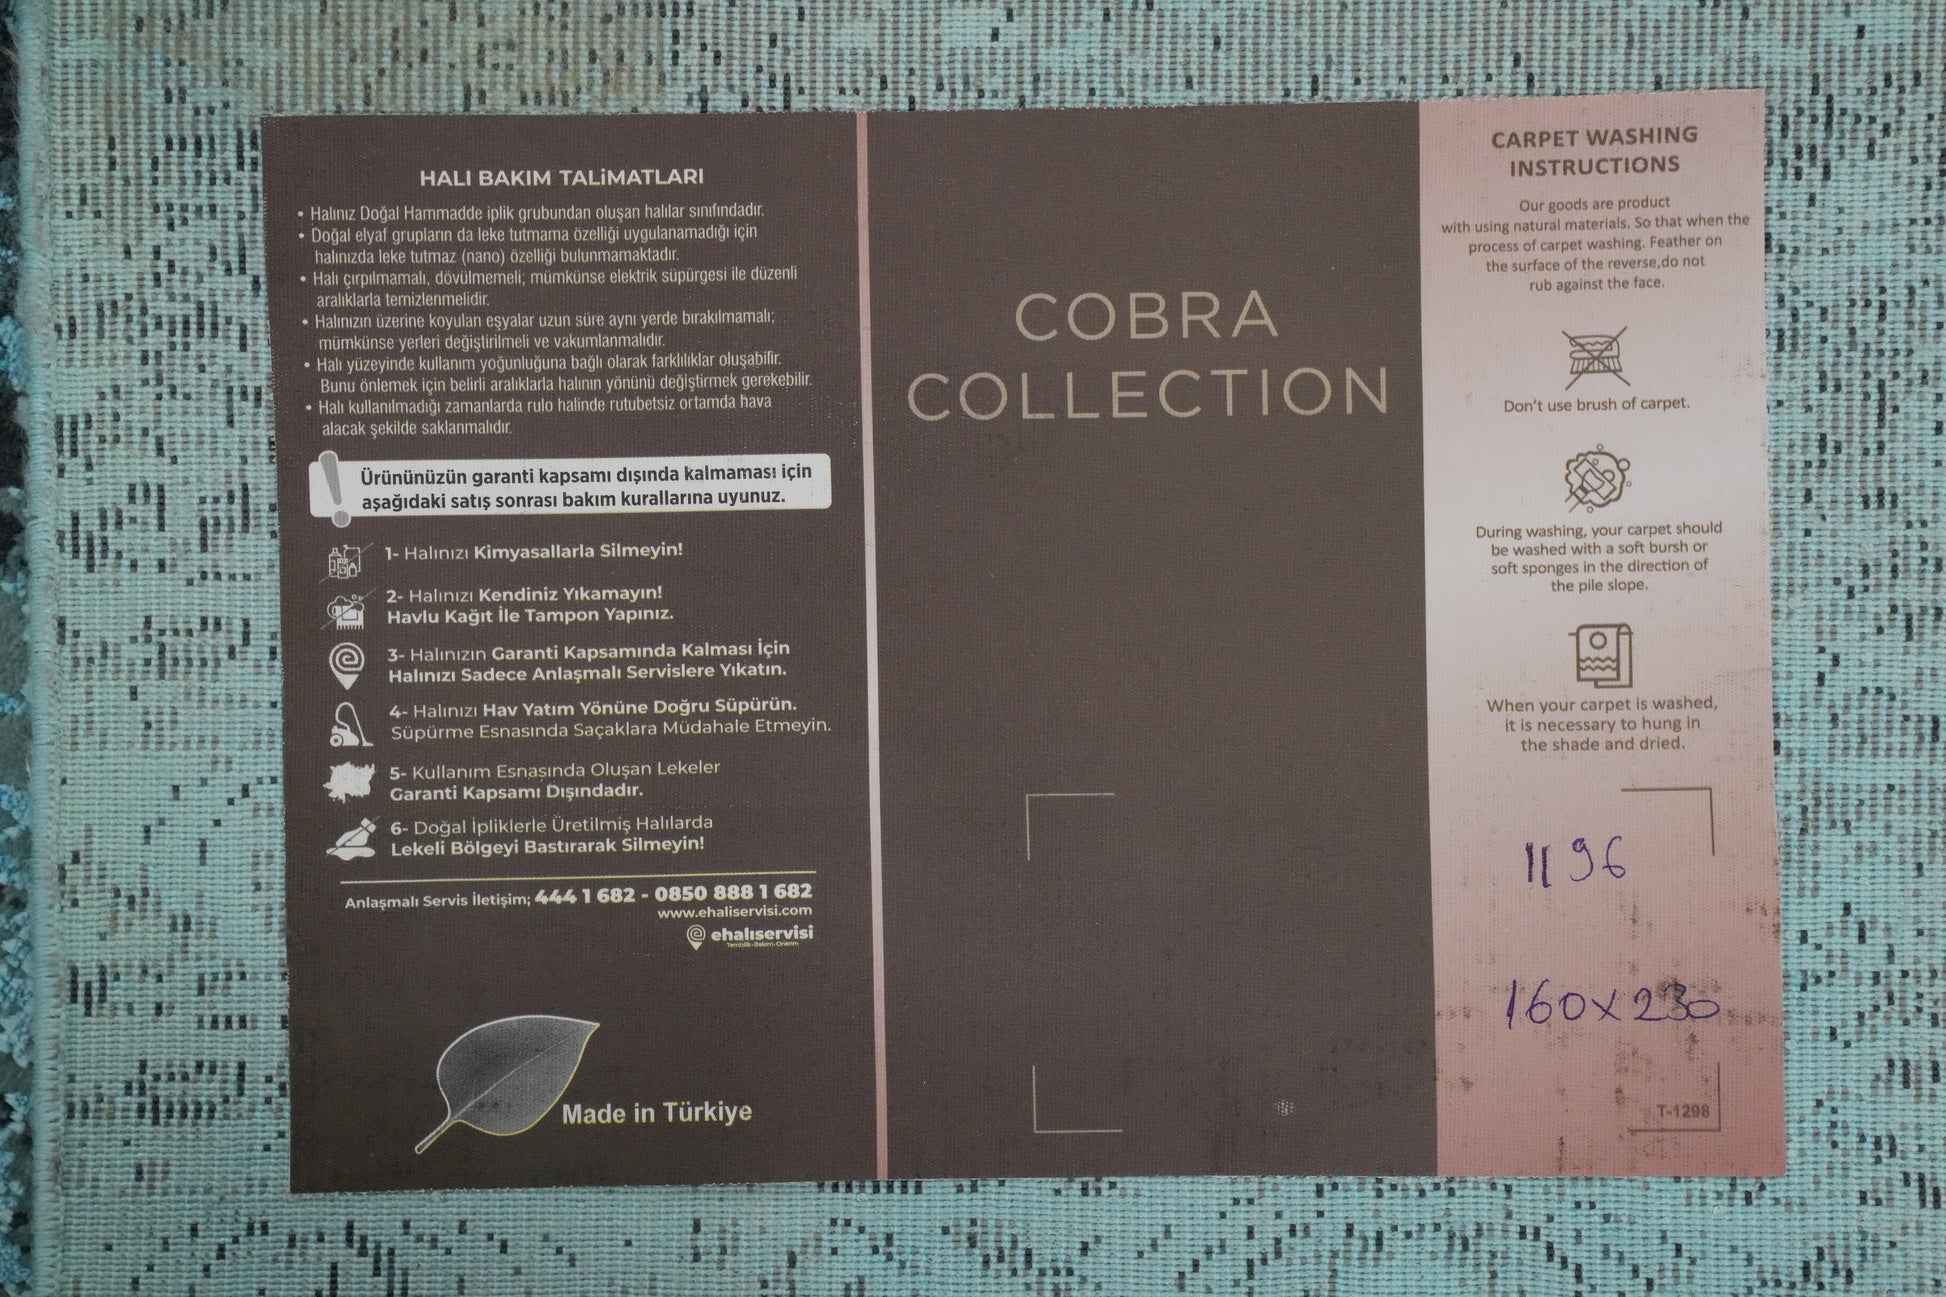 HALI BAKIM TALiMATLARI
• Halınız Doğal Hammadde iplik grubundan oluşan halılar sınıfındadır.
• Doğal elyaf grupların da leke tutmama özelliği uygulanamadığı için
halınızda leke tutmaz (nano) özelliği bulunmamaktadır.
• Halı çırpılmamalı, dövülmemeli; mümkünse elektrik süpürgesi ile düzenli
aralıklarla temizlenmelidir.
• Halınızın üzerine koyulan eşyalar uzun süre aynı yerde bırakılmamalı;
mümkünse yerleri değiştirilmeli ve vakumlanmalıdır.
• Halı yüzeyinde kullanım yoğunluğuna bağlı olarak farklılıklar oluşabilir.
Bunu önlemek için belirli aralıklarla halının yönünü değiştirmek gerekebilir.
• Halı kullanılmadığı zamanlarda rulo halinde rutubetsiz ortamda hava
alacak şekilde saklanmalıdır.
Ürününüzün garanti kapsamı dışında kalmaması için
aşağıdaki satış sonrası bakım kurallarına uyunuz.
1- Halınızı Kimyasallarla Silmeyin!
2- Halınızı Kendiniz Yıkamayın!
Havlu Kağıt İle Tampon Yapınız.
3- Halınızın Garanti Kapsamında Kalması İçin
Halınızı Sadece Anlaşmalı Servislere Yıkatın.
4- Halınızı Hav Yatım Yönüne Doğru Süpürün.
Süpürme Esnasında Saçaklara Müdahale Etmeyin.
5- Kullanım Esnasında Oluşan Lekeler
Garanti Kapsamı Dışındadır.
6- Doğal İpliklerle Üretilmiş Halılarda
Lekeli Bölgeyi Bastırarak Silmeyin!
Anlaşmalı Servis İletişim; 444 1 682 - 0850 888 1 682
www.ehaliservisi.com
ehalıservisi
Temizlik-Bakım-Onarım
Made in Türkiye
COBRA
COLLECTION
CARPET WASHING
INSTRUCTIONS
Our goods are product
with using natural materials. So that when the
process of carpet washing. Feather on
the surface of the reverse,do not
rub against the face.
Don't use brush of carpet.
During washing, your carpet should
be washed with a soft bursh or
soft sponges in the direction of
the pile slope.
When your carpet is washed,
it is necessary to hung in
the shade and dried.
1196
160x230
T-1298